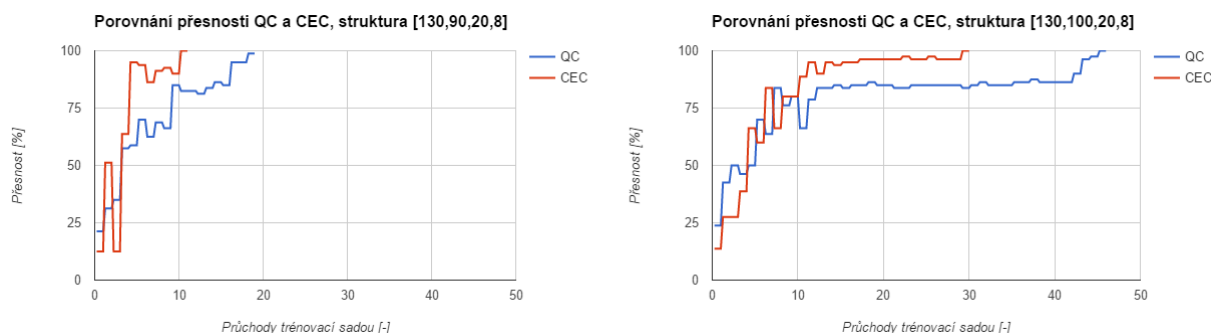 Porovnání přesnosti QC a CEC, struktura [130,90,20,8]
100
75
50
25
0
0
10
20
30
40
50
Přesnost [%]
Průchody trénovací sadou [-]
QC
CEC
Porovnání přesnosti QC a CEC, struktura [130,100,20,8]
100
75
50
25
0
0
10
20
30
40
50
Přesnost [%]
Průchody trénovací sadou [-]
QC
CEC